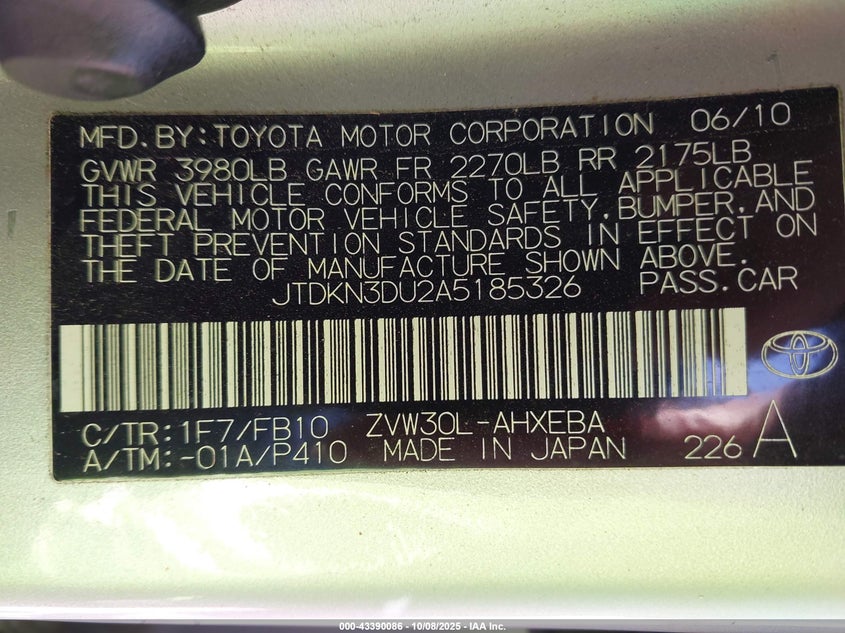 MFD.BY:TOYOTA MOTOR CORPORATION 06/10
GVWR 3980LB GAWR FR 2270LB RR 2175LB
THIS VEHICLE CONFORMS TO ALL APPLICABLE
FEDERAL MOTOR VEHICLE SAFETY,BUMPER,AND
THEFT PREVENTION STANDARDS IN EFFECT ON
THE DATE OF MANUFACTURE SHOWN ABOVE.
JTDKN3DU2A5185326 PASS.CAR
C/TR:1F7/FB10 ZVW30L-AHXEBA
A/TM:-01A/P410 MADE IN JAPAN 226 A
000-43390086 - 10/08/2025 - IAA Inc.